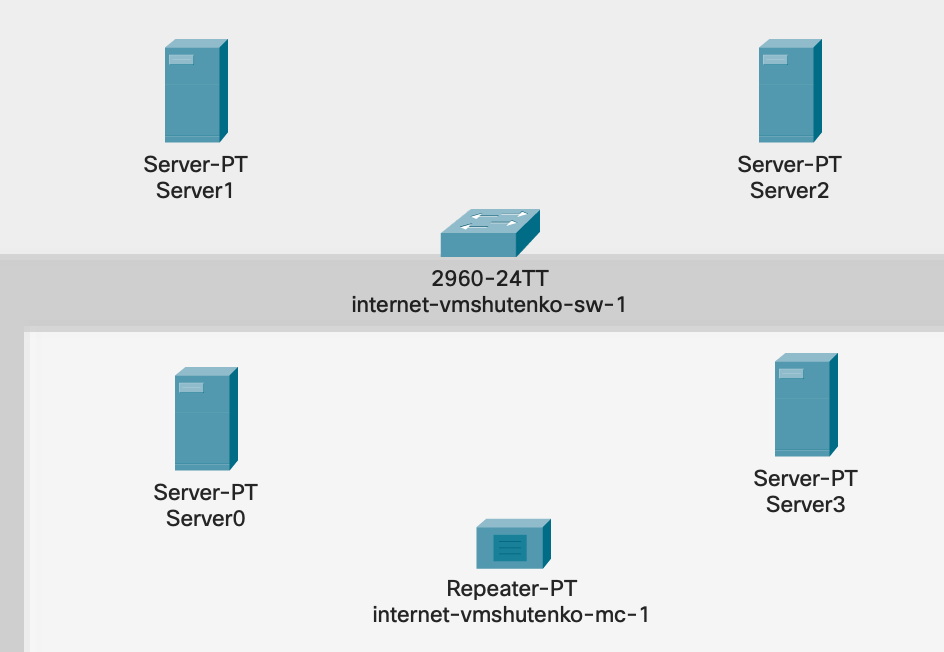 Server-PT
Server1
Server-PT
Server2
2960-24TT
internet-vmshutenko-sw-1
Server-PT
Server0
Server-PT
Server3
Repeater-PT
internet-vmshutenko-mc-1